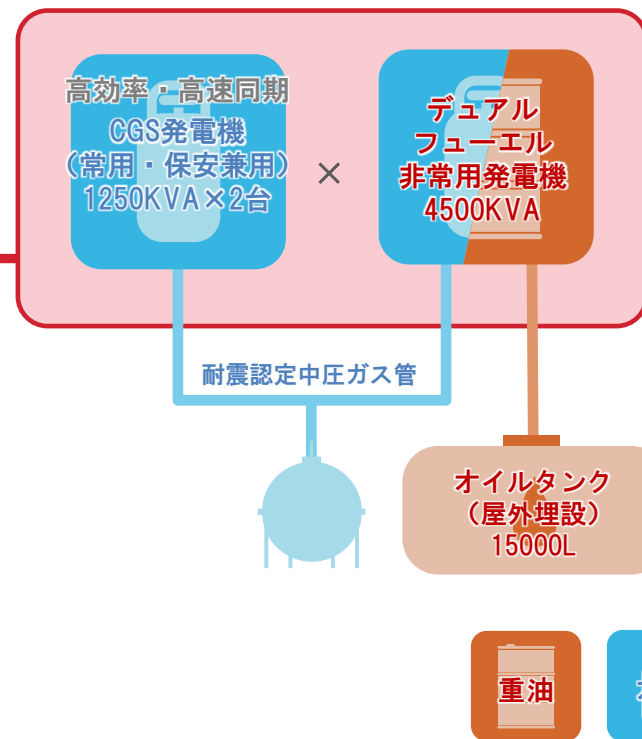 高効率・高速同期
CGS発電機
(常用・保安兼用)
1250KVA×2台
×
デュアル
フューエル
非常用発電機
4500KVA
耐震認定中圧ガス管
オイルタンク
(屋外埋設)
15000L
重油